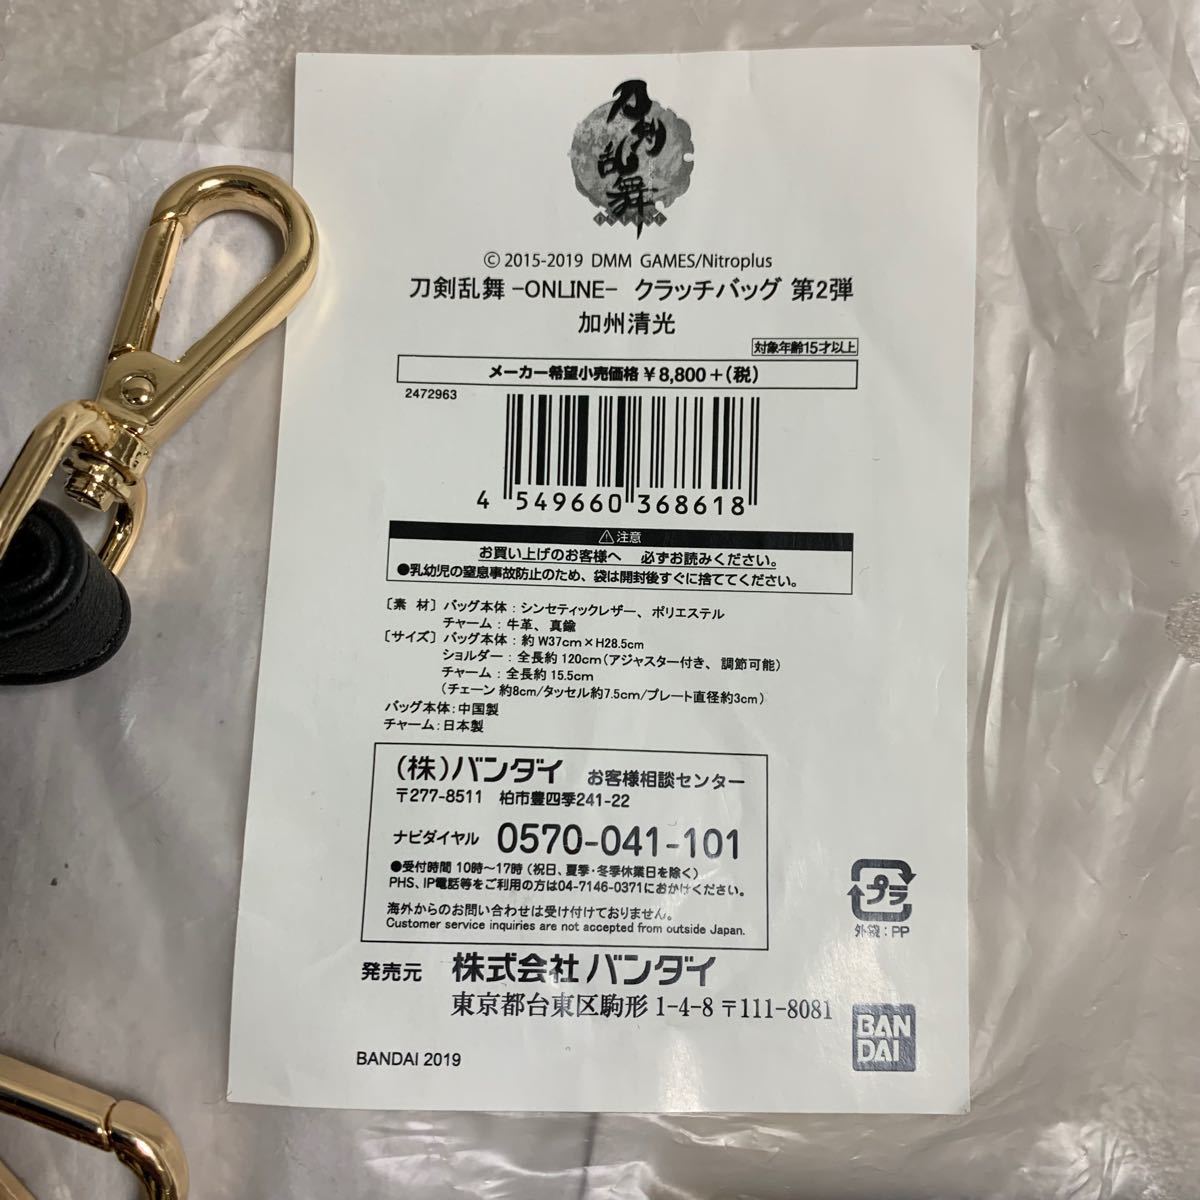 刀剣乱舞
ONLINE
© 2015-2019 DMM GAMES/Nitroplus
刀剣乱舞 -ONLINE- クラッチバッグ 第2弾
加州清光
対象年齢15才以上
メーカー希望小売価格 ¥8,800+(税)
2472963
4 549660 368618
⚠注意
お買い上げのお客様へ 必ずお読みください。
●乳幼児の窒息事故防止のため、袋は開封後すぐに捨ててください。
〔素 材〕バッグ本体:シンセティックレザー、ポリエステル
チャーム:牛革、真鍮
〔サイズ〕バッグ本体:約 W37cm×H28.5cm
ショルダー:全長約120cm(アジャスター付き、調節可能)
チャーム:全長約15.5cm
(チェーン 約8cm/タッセル約7.5cm/プレート直径約3cm)
バッグ本体:中国製
チャーム:日本製
(株)バンダイ お客様相談センター
〒277-8511 柏市豊四季241-22
ナビダイヤル 0570-041-101
●受付時間 10時~17時(祝日、夏季・冬季休業日を除く)
PHS、IP電話等をご利用の方は04-7146-0371におかけください。
海外からのお問い合わせは受け付けておりません。
Customer service inquiries are not accepted from outside Japan.
プラ
外袋:PP
発売元 株式会社バンダイ
東京都台東区駒形 1-4-8 〒111-8081
BANDAI 2019
BAN
DAI